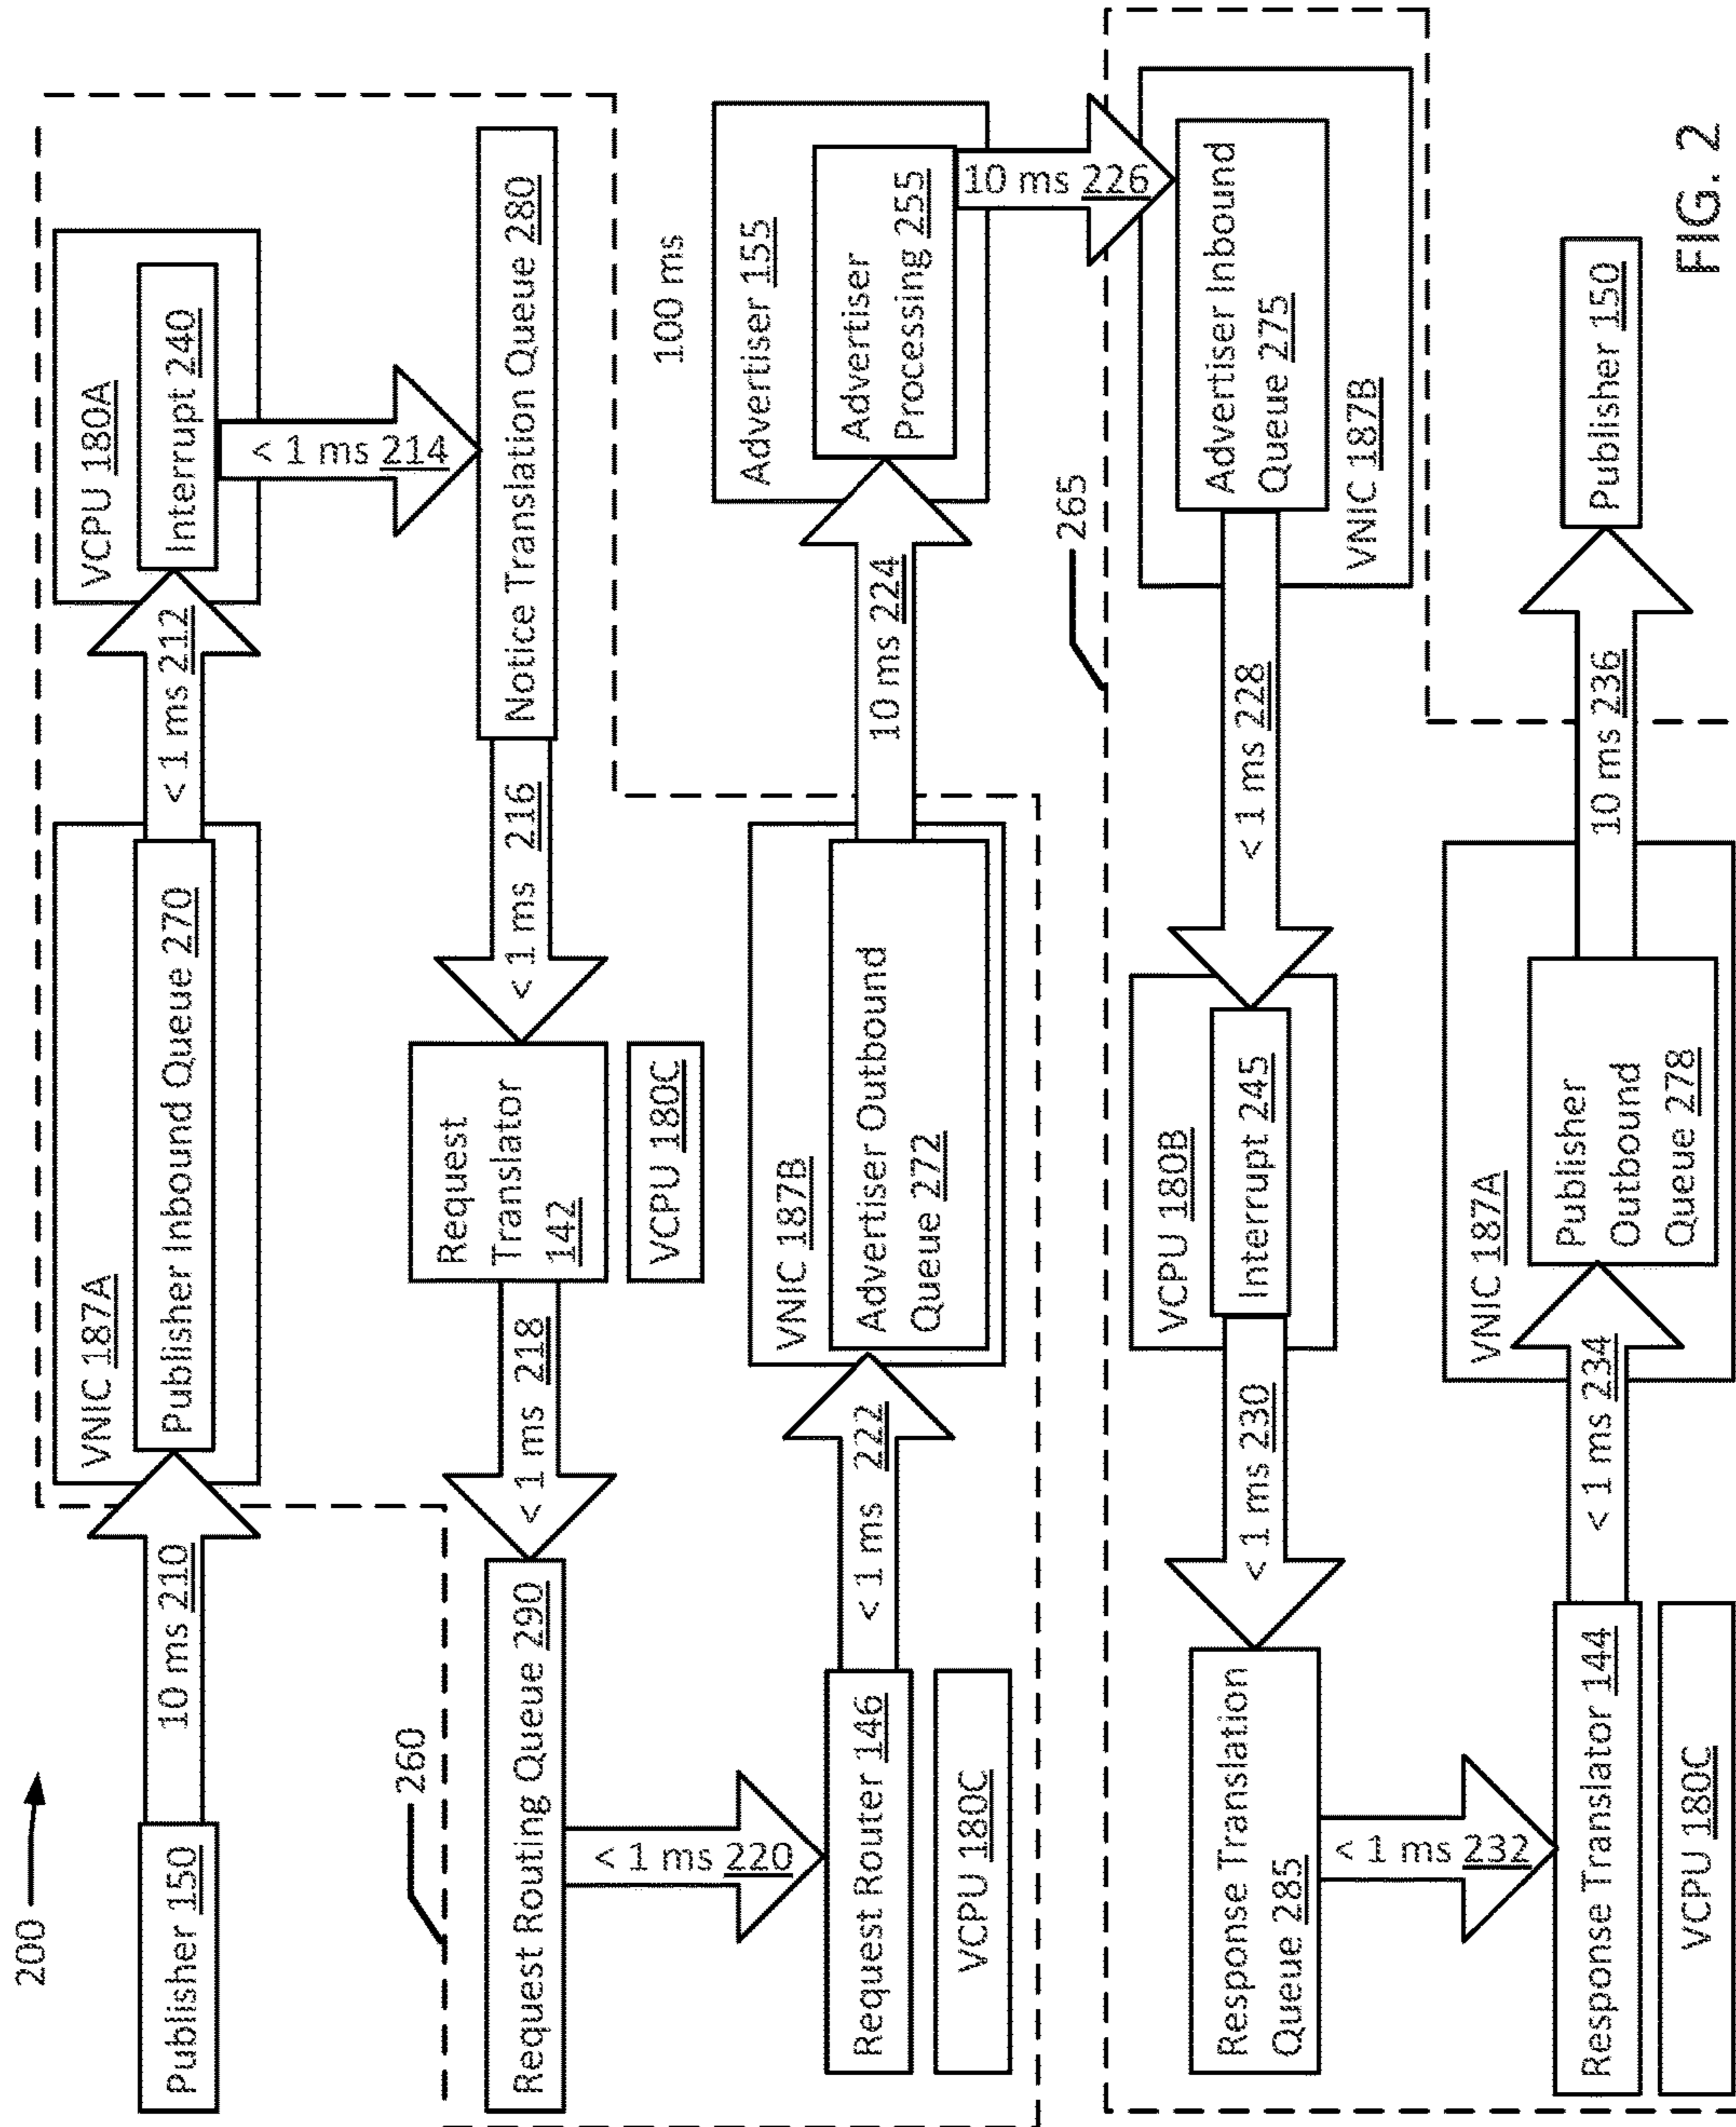 200
Publisher 150
10 ms 210
VNIC 187A
Publisher Inbound Queue 270
< 1 ms 212
VCPU 180A
Interrupt 240
< 1 ms 214
Notice Translation Queue 280
< 1 ms 216
Request
Translator
142
VCPU 180C
< 1 ms 218
Request Routing Queue 290
260
< 1 ms 220
Request Router 146
VCPU 180C
< 1 ms 222
VNIC 187B
Advertiser Outbound
Queue 272
10 ms 224
100 ms
Advertiser 155
Advertiser
Processing 255
10 ms 226
265
Advertiser Inbound
Queue 275
VNIC 187B
< 1 ms 228
VCPU 180B
Interrupt 245
< 1 ms 230
Response Translation
Queue 285
< 1 ms 232
Response Translator 144
VCPU 180C
< 1 ms 234
VNIC 187A
Publisher
Outbound
Queue 278
10 ms 236
Publisher 150
FIG. 2